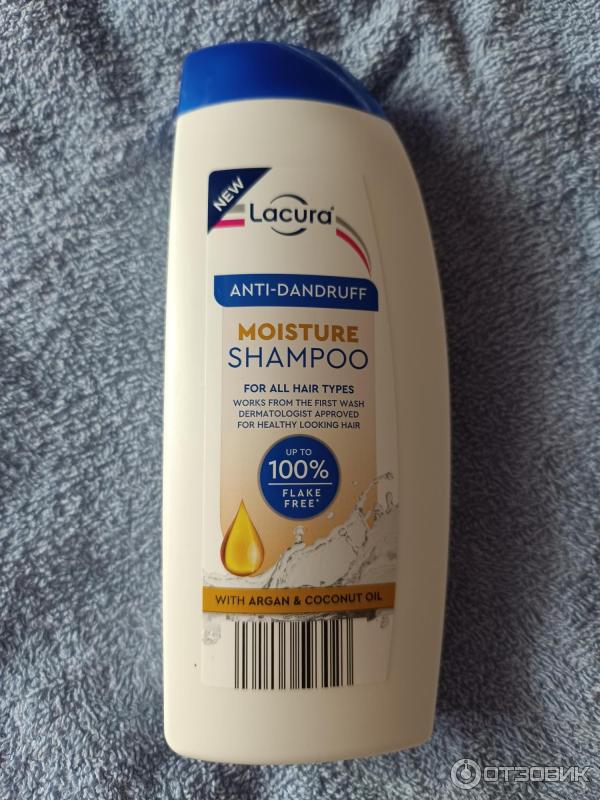 NEW
Lacura®
ANTI-DANDRUFF
MOISTURE
SHAMPOO
FOR ALL HAIR TYPES
WORKS FROM THE FIRST WASH
DERMATOLOGIST APPROVED
FOR HEALTHY LOOKING HAIR
UP TO
100%
FLAKE
FREE*
WITH ARGAN & COCONUT OIL
ОТЗОВИК